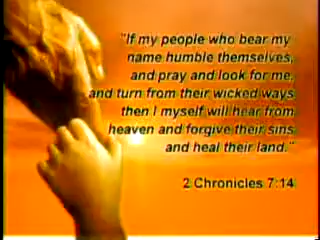 "If my people who bear my
name humble themselves,
and pray and look for me,
and turn from their wicked ways
then I myself will hear from
heaven and forgive their sins
and heal their land."
2 Chronicles 7:14